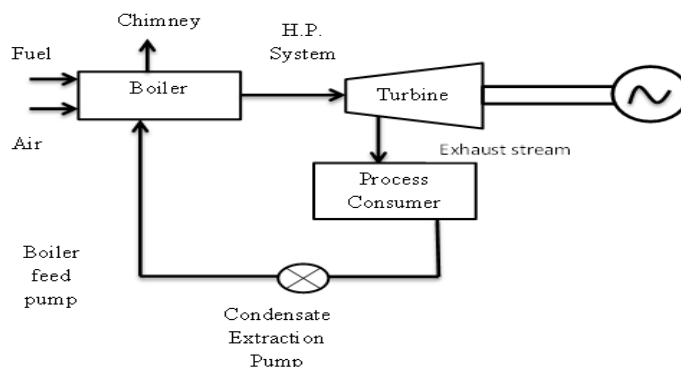 Chimney
H.P.
System
Fuel
Boiler
Turbine
Air
Exhaust stream
Process
Consumer
Boiler
feed
pump
Condensate
Extraction
Pump